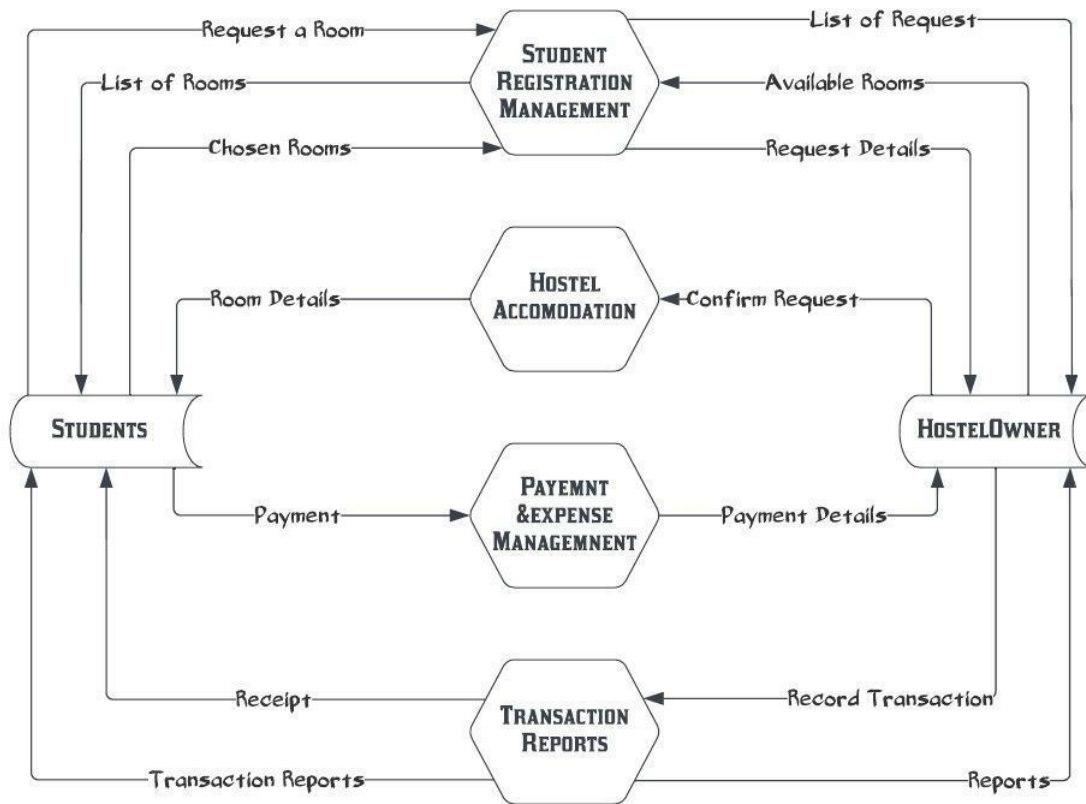 Request a Room
List of Request
STUDENT
REGISTRATION
MANAGEMENT
List of Rooms
Available Rooms
Chosen Rooms
Request Details
HOSTEL
ACCOMODATION
Room Details
Confirm Request
STUDENTS
HOSTELOWNER
PAYEMNT
&EXPENSE
MANAGEMNENT
Payment
Payment Details
Receipt
Record Transaction
TRANSACTION
REPORTS
Transaction Reports
Reports